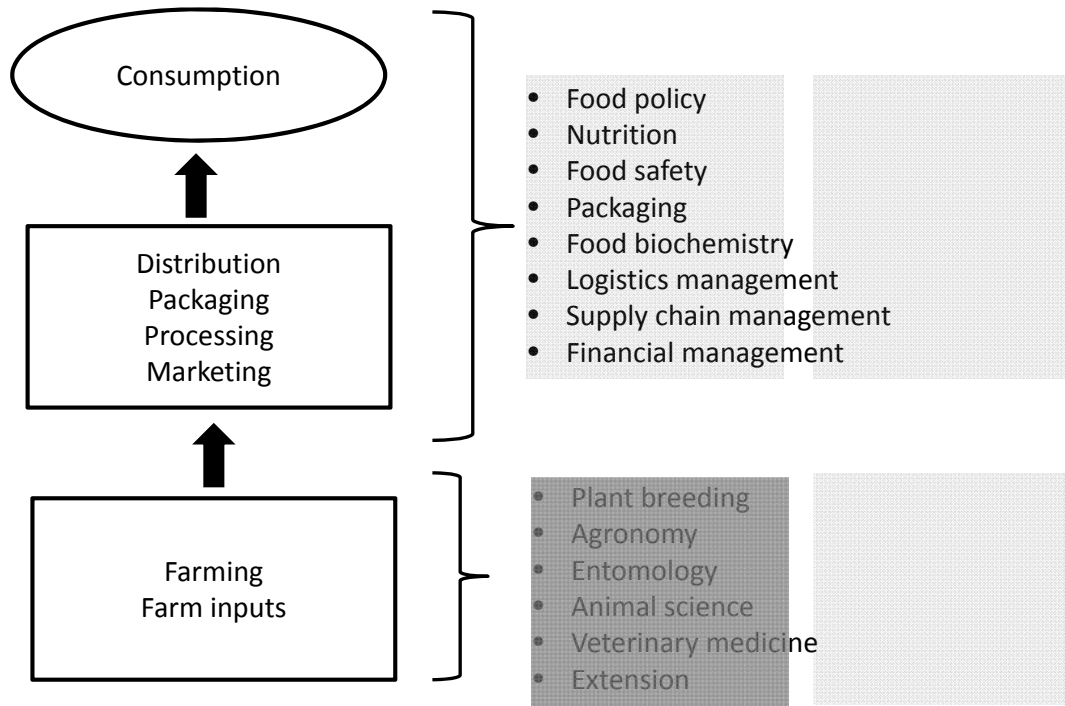 Consumption
Distribution
Packaging
Processing
Marketing
Farming
Farm inputs
• Food policy
• Nutrition
• Food safety
• Packaging
• Food biochemistry
• Logistics management
• Supply chain management
• Financial management
• Plant breeding
• Agronomy
• Entomology
• Animal science
• Veterinary medicine
• Extension